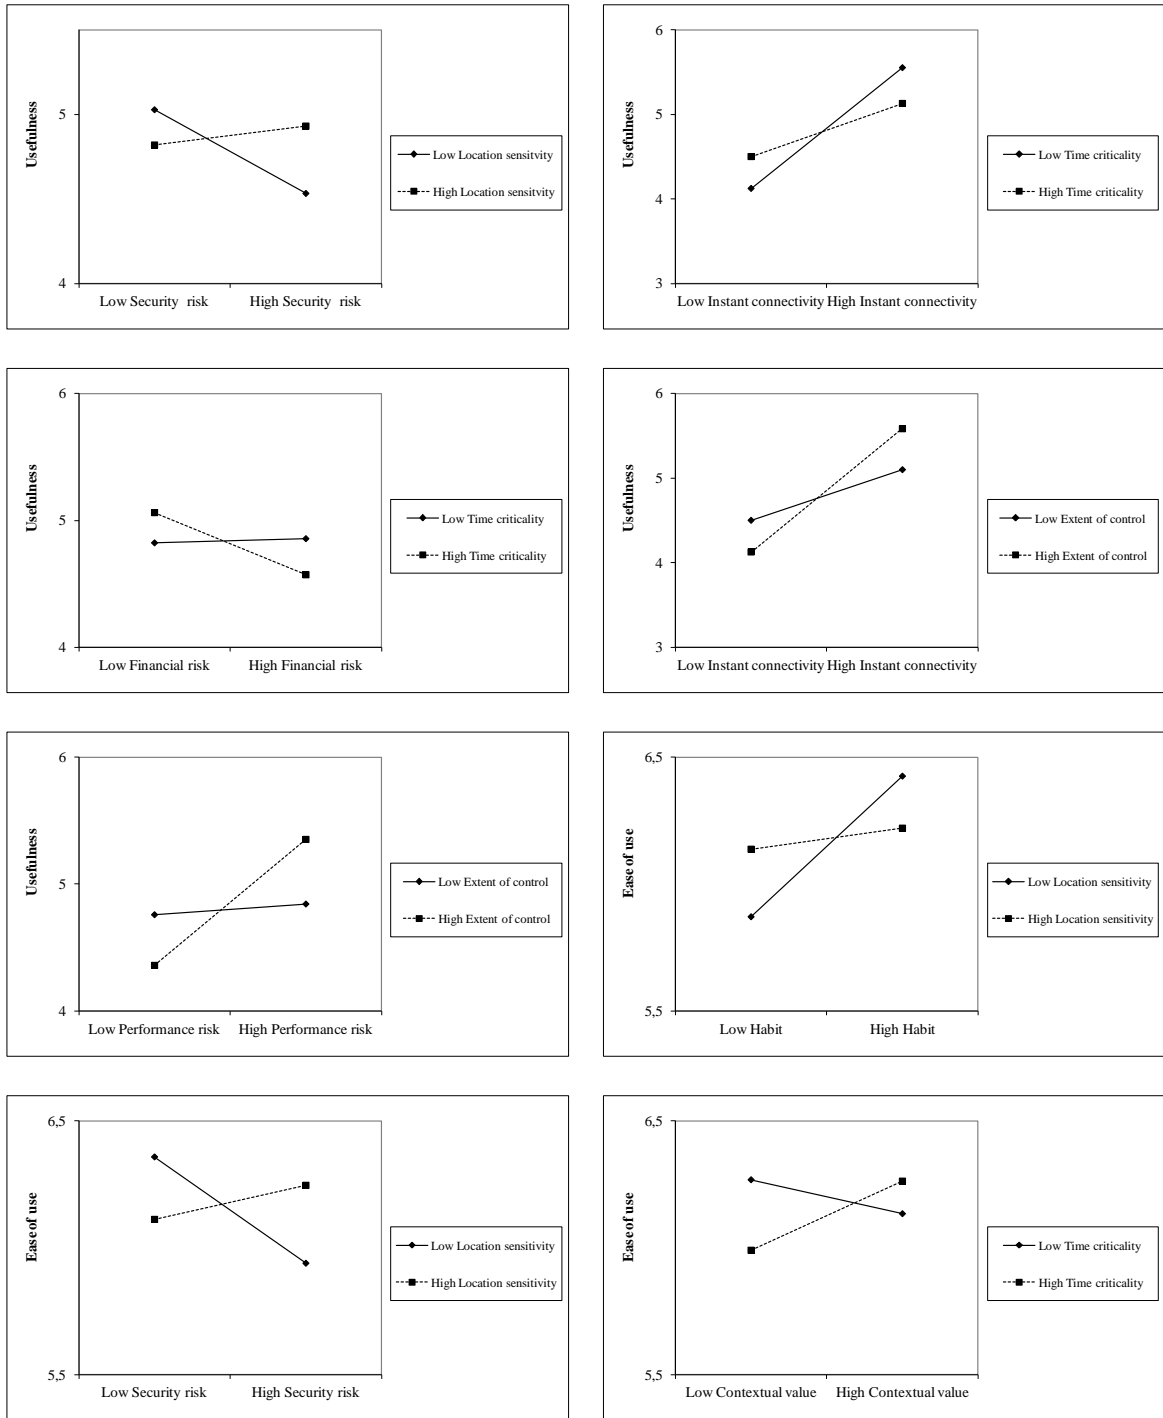 Usefulness
5
4
Low Security risk
High Security risk
Low Location sensitvity
High Location sensitvity
Usefulness
6
5
4
3
Low Instant connectivity
High Instant connectivity
Low Time criticality
High Time criticality
Usefulness
6
5
4
Low Financial risk
High Financial risk
Low Time criticality
High Time criticality
Usefulness
6
5
4
3
Low Instant connectivity
High Instant connectivity
Low Extent of control
High Extent of control
Usefulness
6
5
4
Low Performance risk
High Performance risk
Low Extent of control
High Extent of control
Ease of use
6,5
5,5
Low Habit
High Habit
Low Location sensitivity
High Location sensitivity
Ease of use
6,5
5,5
Low Security risk
High Security risk
Low Location sensitivity
High Location sensitivity
Ease of use
6,5
5,5
Low Contextual value
High Contextual value
Low Time criticality
High Time criticality